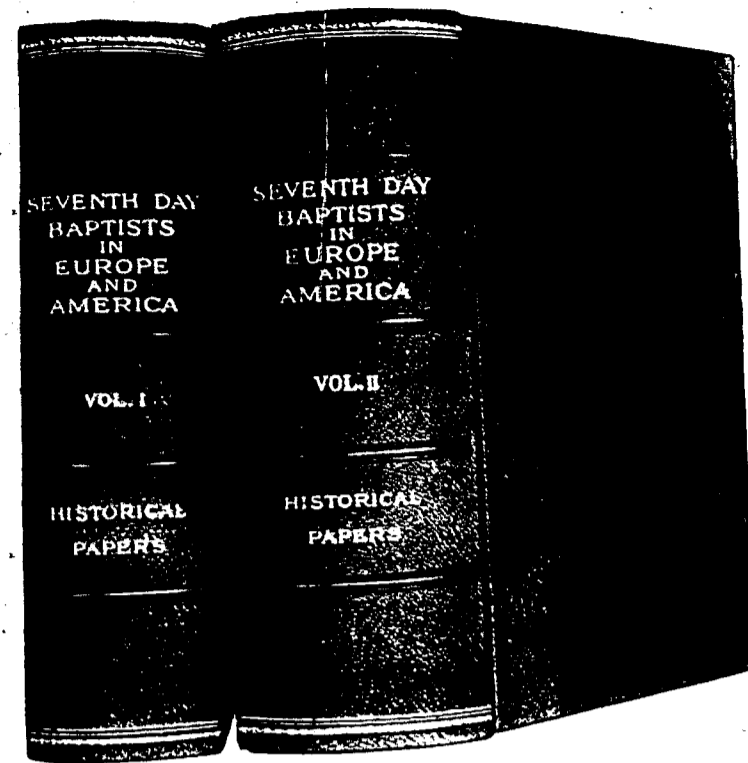 SEVENTH DAY
BAPTISTS
IN
EUROPE
AND
AMERICA
VOL. I
HISTORICAL
PAPERS
SEVENTH DAY
BAPTISTS
IN
EUROPE
AND
AMERICA
VOL. II
HISTORICAL
PAPERS